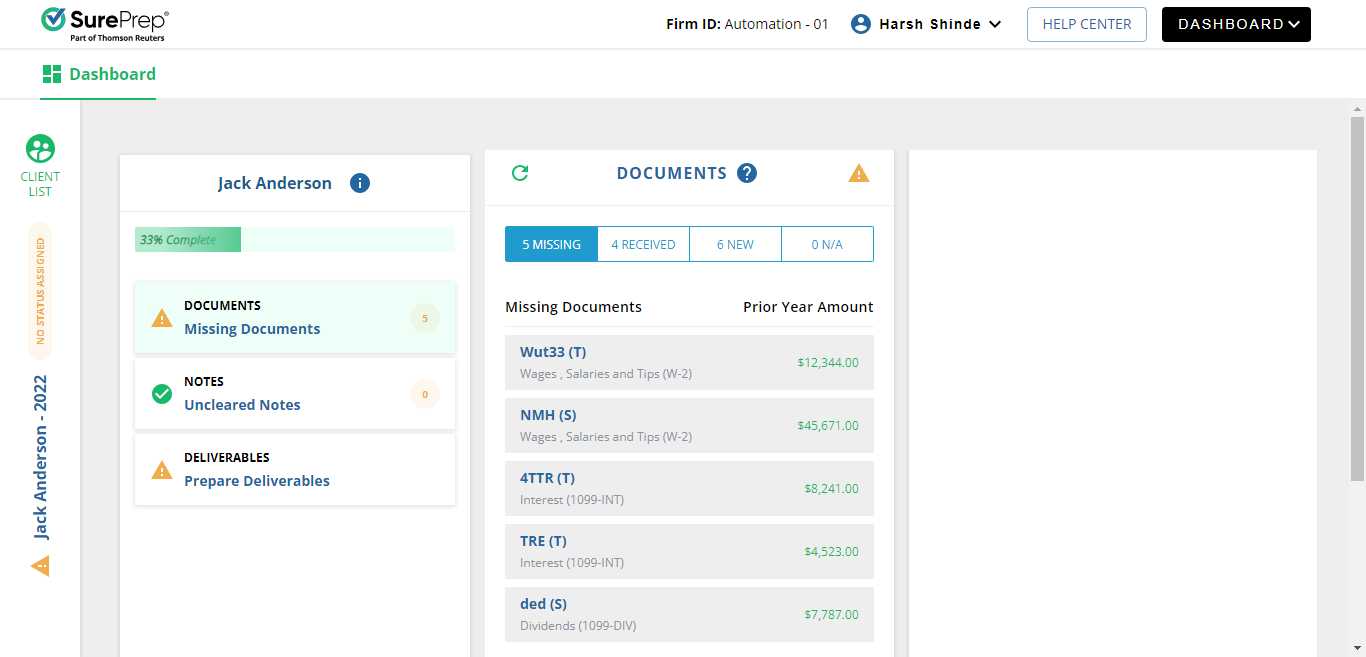 SurePrep®
Part of Thomson Reuters
Firm ID: Automation - 01
Harsh Shinde
HELP CENTER
DASHBOARD
Dashboard
CLIENT
LIST
NO STATUS ASSIGNED
Jack Anderson - 2022
Jack Anderson
33% Complete
DOCUMENTS
Missing Documents
5
NOTES
Uncleared Notes
0
DELIVERABLES
Prepare Deliverables
DOCUMENTS
5 MISSING
4 RECEIVED
6 NEW
0 N/A
Missing Documents Prior Year Amount
Wut33 (T)
Wages , Salaries and Tips (W-2)
$12,344.00
NMH (S)
Wages , Salaries and Tips (W-2)
$45,671.00
4TTR (T)
Interest (1099-INT)
$8,241.00
TRE (T)
Interest (1099-INT)
$4,523.00
ded (S)
Dividends (1099-DIV)
$7,787.00